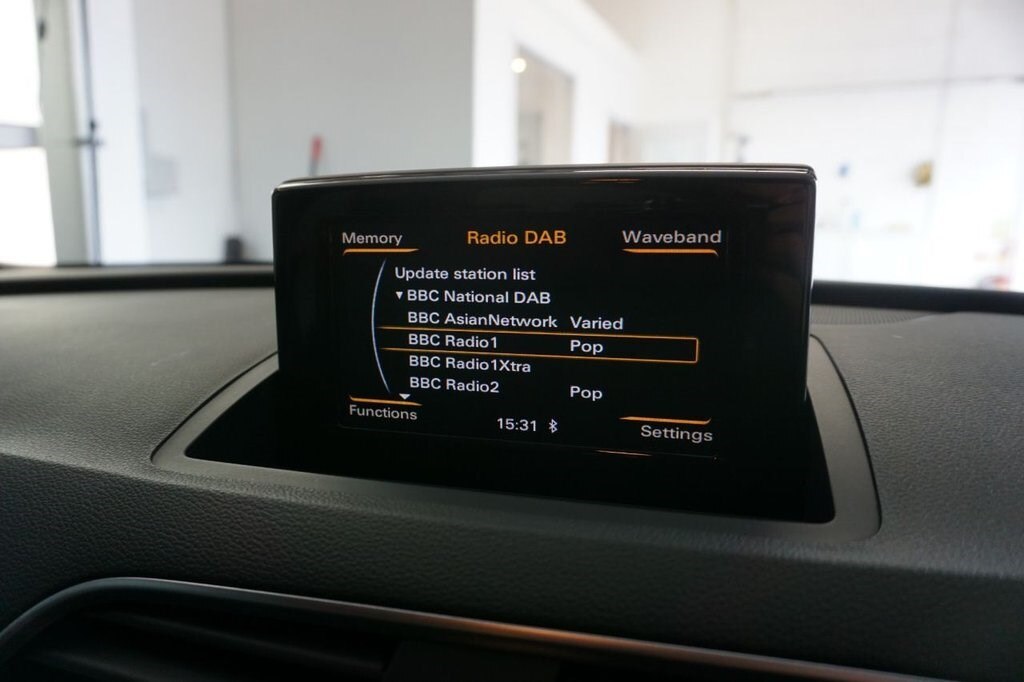 Memory Radio DAB Waveband
Update station list
▼ BBC National DAB
BBC AsianNetwork Varied
BBC Radio1 Pop
BBC Radio1Xtra
BBC Radio2 Pop
Functions 15:31 Settings